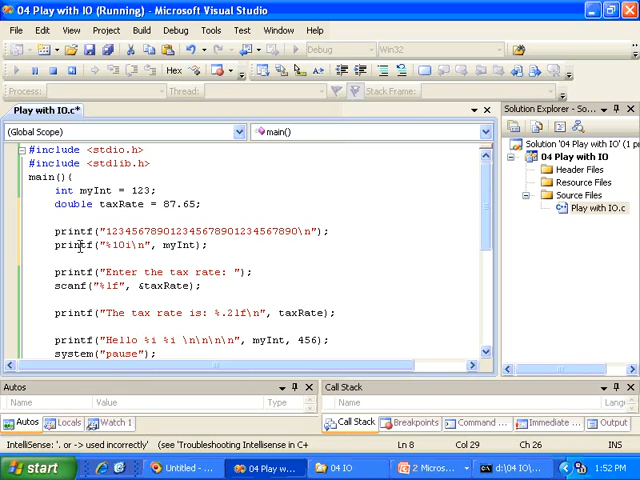 04 Play with IO (Running) - Microsoft Visual Studio
File Edit View Project Build Debug Tools Test Window Help
Debug Win32
Hex
Process: Thread: Stack Frame:
Play with IO.c*
(Global Scope) main()
#include <stdio.h>
#include <stdlib.h>
main(){
int myInt = 123;
double taxRate = 87.65;
printf("123456789012345678901234567890\n");
printf("%10i\n", myInt);
printf("Enter the tax rate: ");
scanf("%lf", &taxRate);
printf("The tax rate is: %.2lf\n", taxRate);
printf("Hello %i %i \n\n\n\n", myInt, 456);
system("pause");
Solution Explorer - Play with IO
Solution '04 Play with IO' (1 pr
04 Play with IO
Header Files
Resource Files
Source Files
Play with IO.c
Autos
Name Value Type
Autos Locals Watch 1
Call Stack
Name Lang
Call Stack Breakpoints Command ... Immediate ... Output
IntelliSense: '. or -> used incorrectly' (see 'Troubleshooting Intellisense in C+ Ln 8 Col 29 Ch 26 INS
start Untitled - ... 04 Play w... 04 IO 2 Micros... d:\04 IO\... 1:52 PM